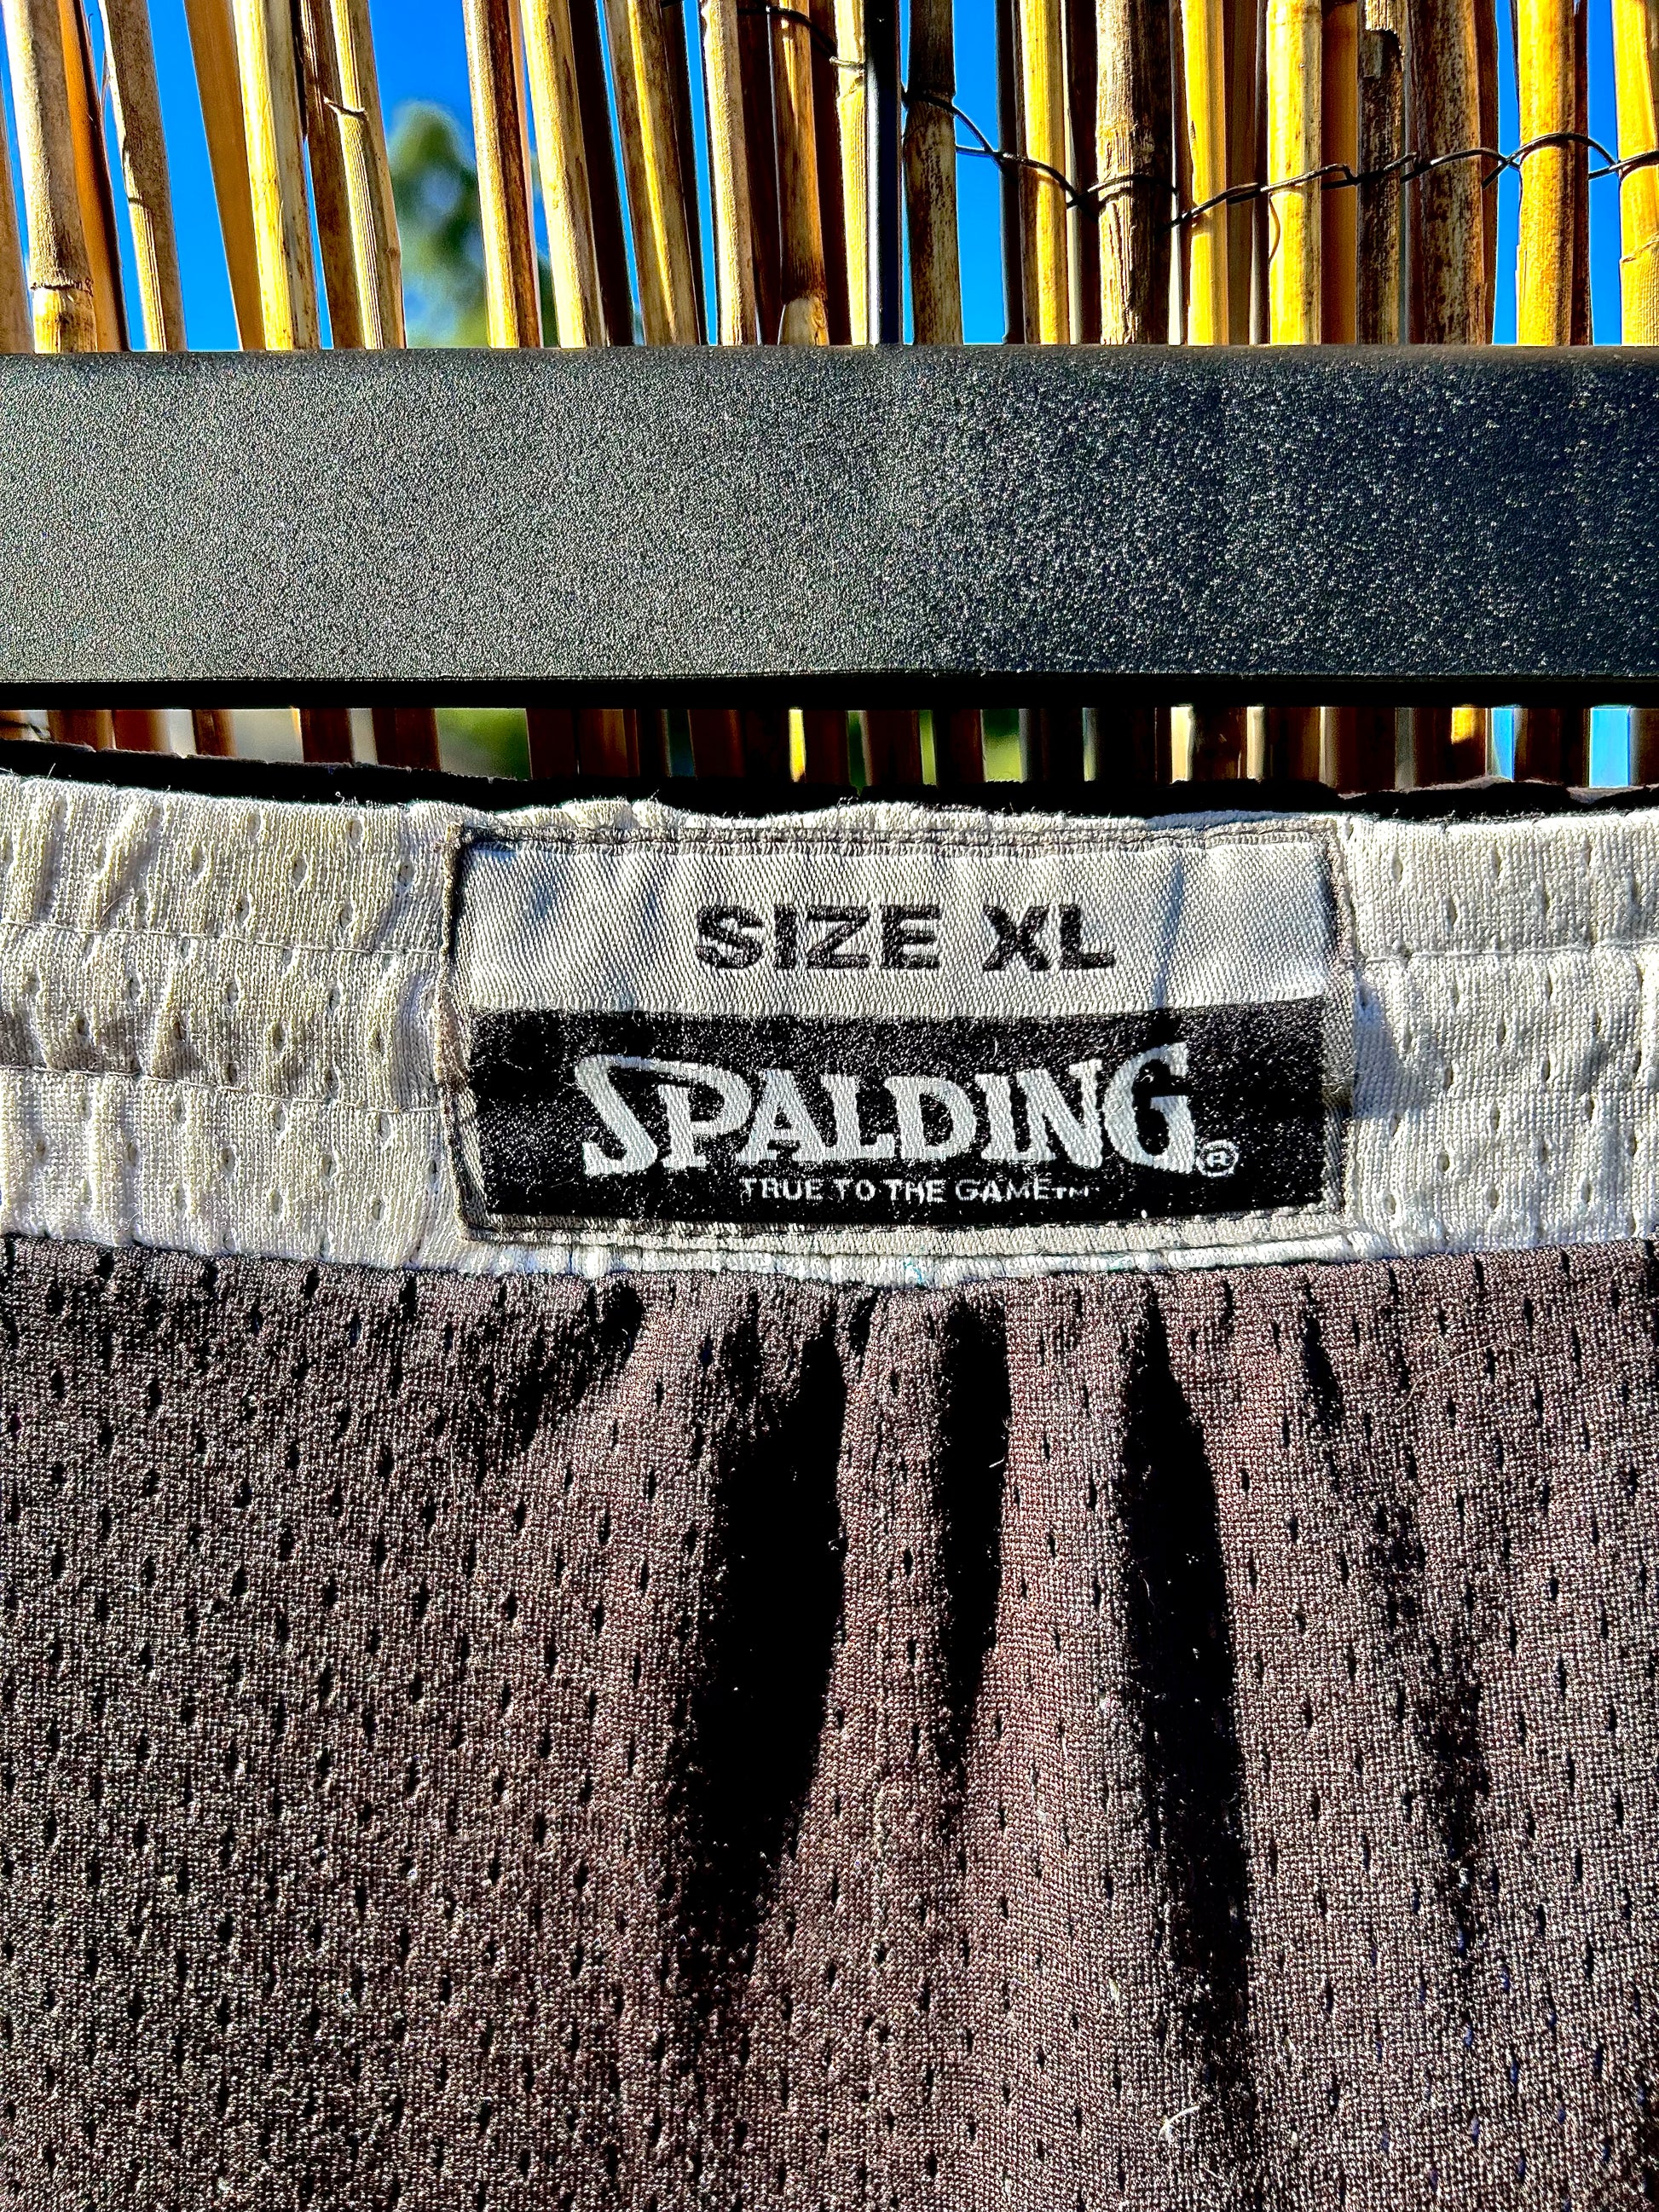 SIZE XL
SPALDING®
TRUE TO THE GAME™